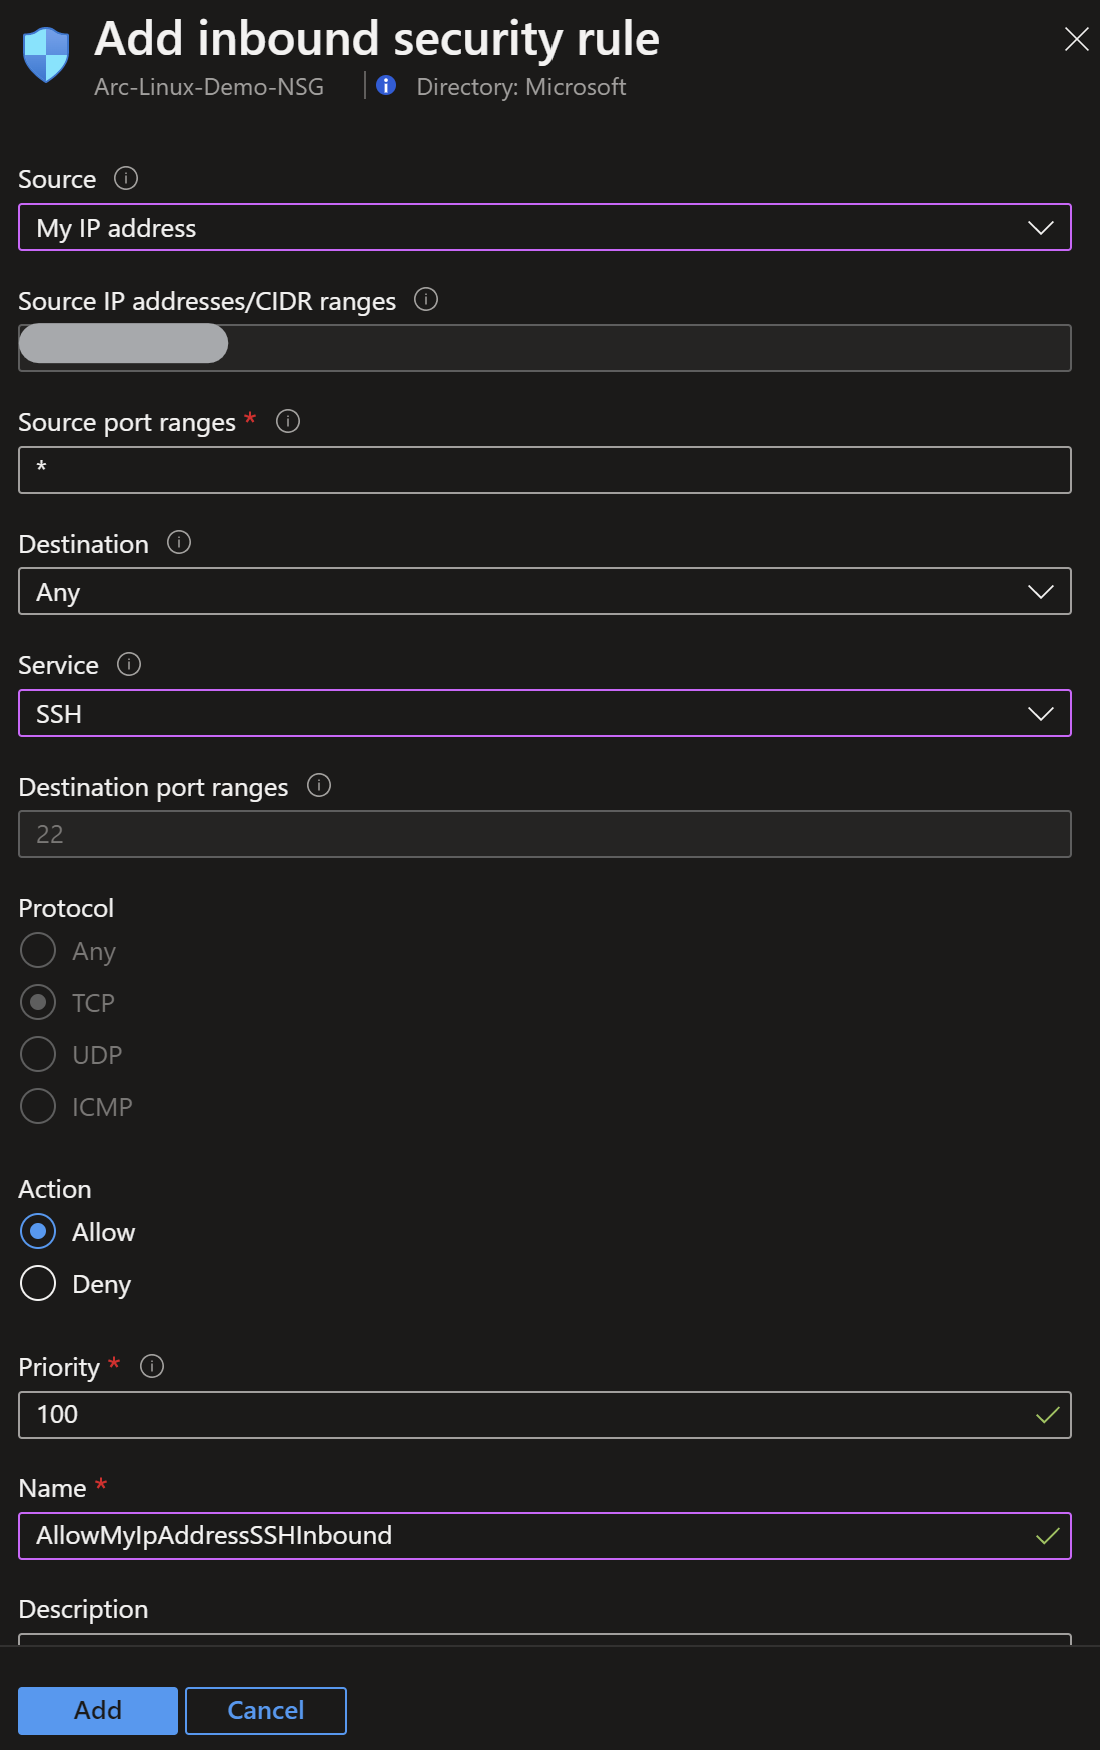 Add inbound security rule
Arc-Linux-Demo-NSG
Directory: Microsoft
Source
My IP address
Source IP addresses/CIDR ranges
Source port ranges *
*
Destination
Any
Service
SSH
Destination port ranges
22
Protocol
Any
TCP
UDP
ICMP
Action
Allow
Deny
Priority *
100
Name *
AllowMyIpAddressSSHInbound
Description
Add
Cancel